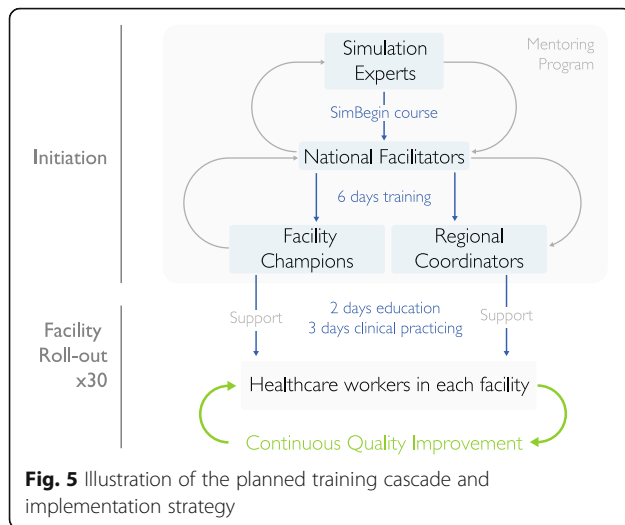 Simulation
Experts
Mentoring
Program
SimBegin course
Initiation
National Facilitators
6 days training
Facility
Champions
Regional
Coordinators
Facility
Roll-out
x30
Support
2 days education
3 days clinical practicing
Support
Healthcare workers in each facility
Continuous Quality Improvement
Fig. 5 Illustration of the planned training cascade and
implementation strategy